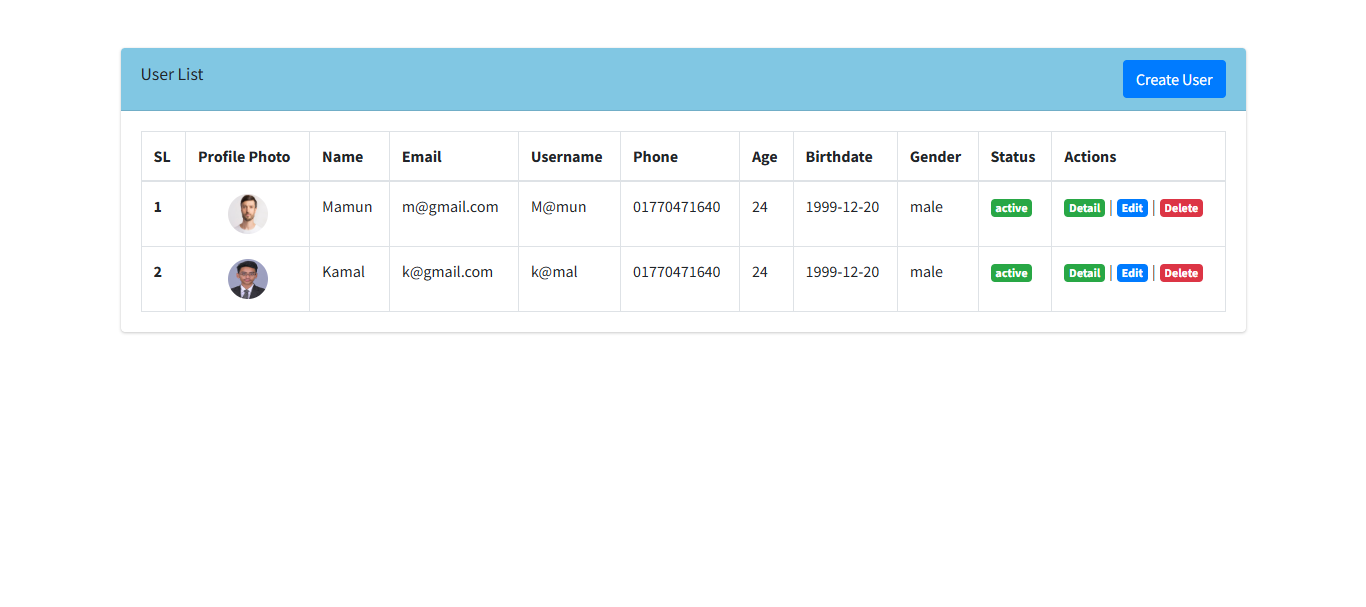 User List Create User
SL Profile Photo Name Email Username Phone Age Birthdate Gender Status Actions
1 Mamun m@gmail.com M@mun 01770471640 24 1999-12-20 male active Detail | Edit | Delete
2 Kamal k@gmail.com k@mal 01770471640 24 1999-12-20 male active Detail | Edit | Delete